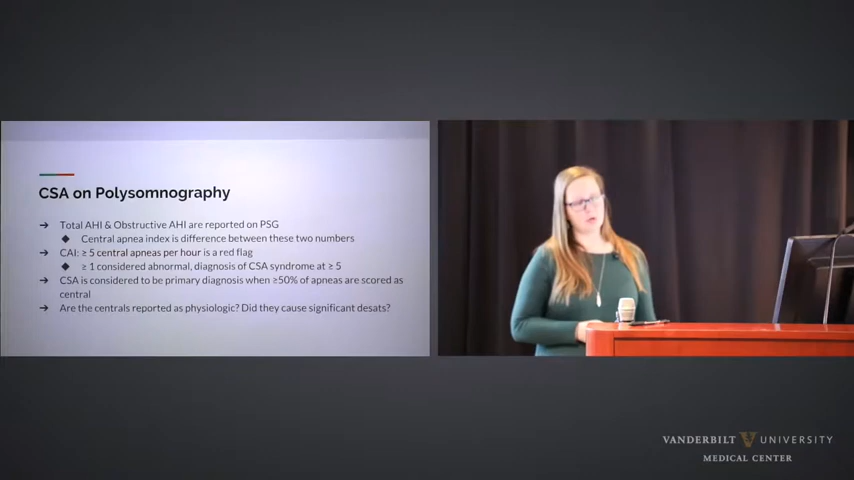 CSA on Polysomnography
➔ Total AHI & Obstructive AHI are reported on PSG
◆ Central apnea index is difference between these two numbers
➔ CAI: ≥ 5 central apneas per hour is a red flag
◆ ≥ 1 considered abnormal, diagnosis of CSA syndrome at ≥ 5
➔ CSA is considered to be primary diagnosis when ≥50% of apneas are scored as
central
➔ Are the centrals reported as physiologic? Did they cause significant desats?
VANDERBILT V UNIVERSITY
MEDICAL CENTER